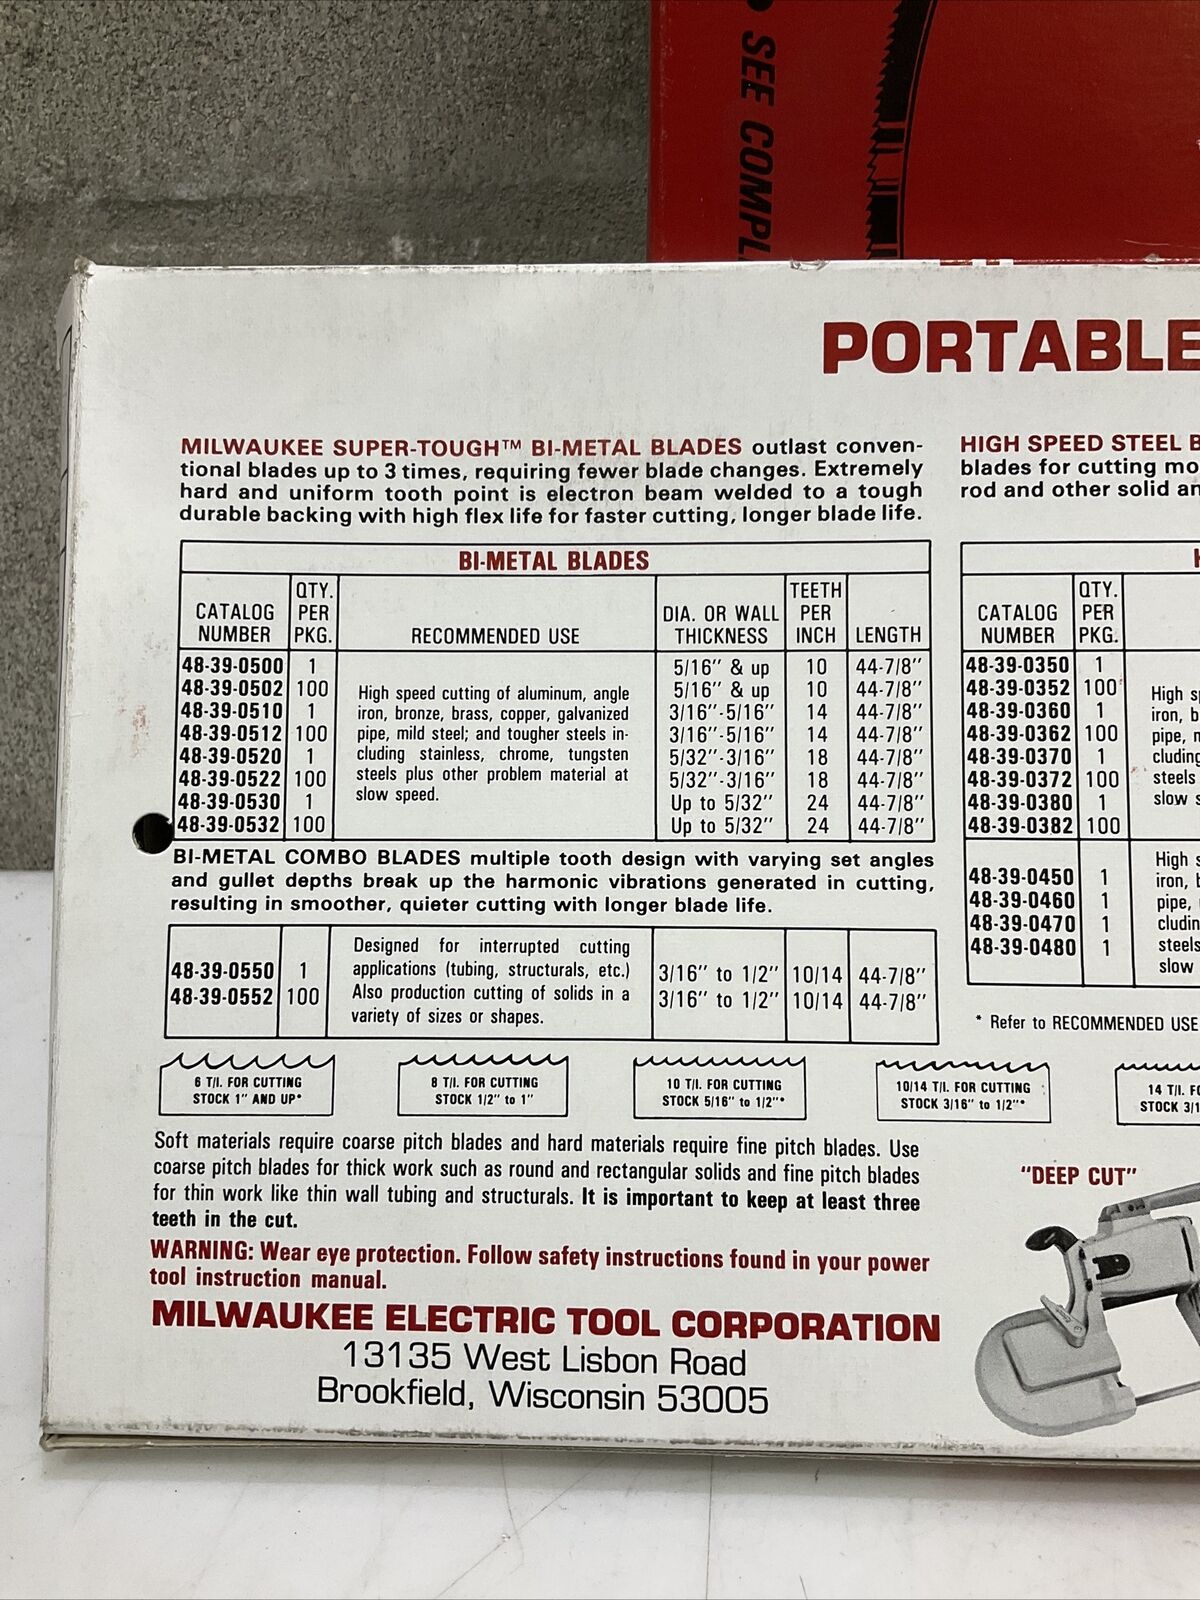 SEE COMPL
PORTABLE
MILWAUKEE SUPER-TOUGH™ BI-METAL BLADES outlast conven-
tional blades up to 3 times, requiring fewer blade changes. Extremely
hard and uniform tooth point is electron beam welded to a tough
durable backing with high flex life for faster cutting, longer blade life.
BI-METAL BLADES
CATALOG NUMBER QTY. PER PKG. RECOMMENDED USE DIA. OR WALL THICKNESS TEETH PER INCH LENGTH
48-39-0500 1 5/16" & up 10 44-7/8"
48-39-0502 100 5/16" & up 10 44-7/8"
48-39-0510 1 3/16"-5/16" 14 44-7/8"
48-39-0512 100 3/16"-5/16" 14 44-7/8"
48-39-0520 1 5/32"-3/16" 18 44-7/8"
48-39-0522 100 5/32"-3/16" 18 44-7/8"
48-39-0530 1 Up to 5/32" 24 44-7/8"
48-39-0532 100 Up to 5/32" 24 44-7/8"
High speed cutting of aluminum, angle
iron, bronze, brass, copper, galvanized
pipe, mild steel; and tougher steels in-
cluding stainless, chrome, tungsten
steels plus other problem material at
slow speed.
BI-METAL COMBO BLADES multiple tooth design with varying set angles
and gullet depths break up the harmonic vibrations generated in cutting,
resulting in smoother, quieter cutting with longer blade life.
48-39-0550 1 3/16" to 1/2" 10/14 44-7/8"
48-39-0552 100 3/16" to 1/2" 10/14 44-7/8"
Designed for interrupted cutting
applications (tubing, structurals, etc.)
Also production cutting of solids in a
variety of sizes or shapes.
6 T/I. FOR CUTTING
STOCK 1" AND UP*
8 T/I. FOR CUTTING
STOCK 1/2" to 1"
10 T/I. FOR CUTTING
STOCK 5/16" to 1/2"*
10/14 T/I. FOR CUTTING
STOCK 3/16" to 1/2"*
14 T/I. F
STOCK 3/1
Soft materials require coarse pitch blades and hard materials require fine pitch blades. Use
coarse pitch blades for thick work such as round and rectangular solids and fine pitch blades
for thin work like thin wall tubing and structurals. It is important to keep at least three
teeth in the cut.
WARNING: Wear eye protection. Follow safety instructions found in your power
tool instruction manual.
MILWAUKEE ELECTRIC TOOL CORPORATION
13135 West Lisbon Road
Brookfield, Wisconsin 53005
HIGH SPEED STEEL B
blades for cutting mo
rod and other solid an
H
CATALOG NUMBER QTY. PER PKG.
48-39-0350 1
48-39-0352 100
48-39-0360 1
48-39-0362 100
48-39-0370 1
48-39-0372 100
48-39-0380 1
48-39-0382 100
High sp
iron, b
pipe, m
cluding
steels
slow s
48-39-0450 1
48-39-0460 1
48-39-0470 1
48-39-0480 1
High s
iron, b
pipe,
cludin
steels
slow
* Refer to RECOMMENDED USE
"DEEP CUT"